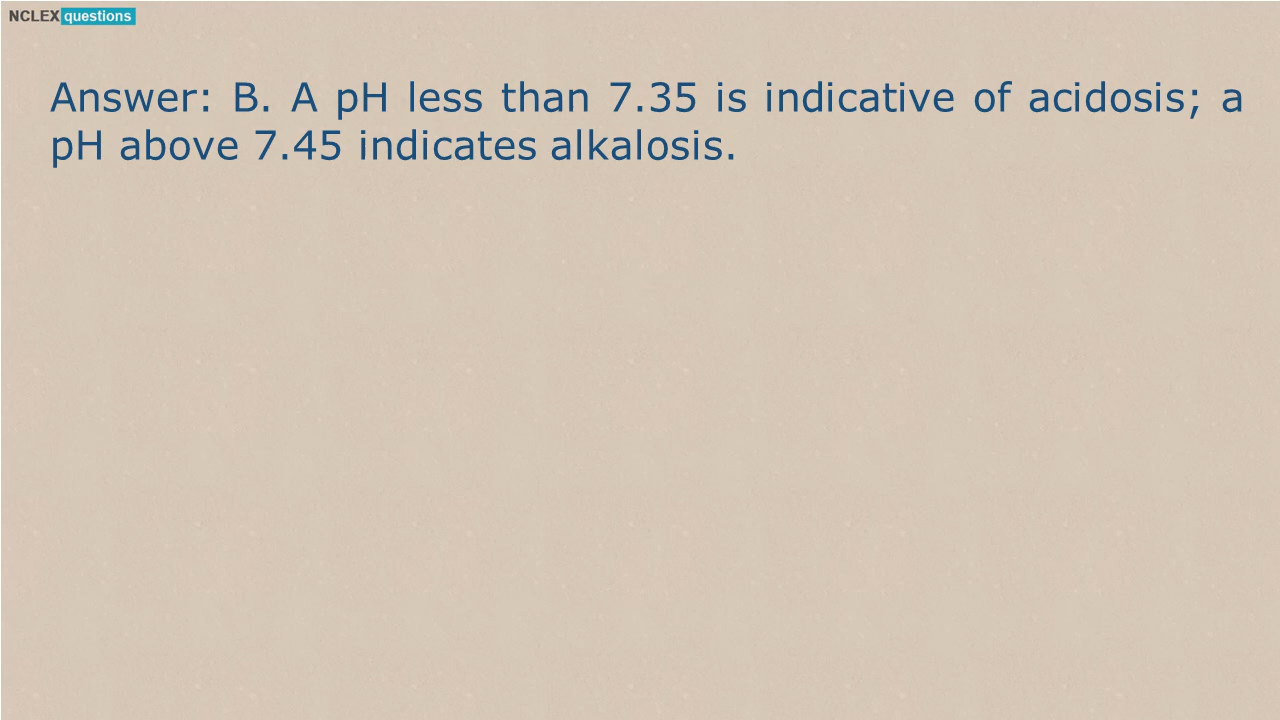 NCLEX questions
Answer: B. A pH less than 7.35 is indicative of acidosis; a
pH above 7.45 indicates alkalosis.